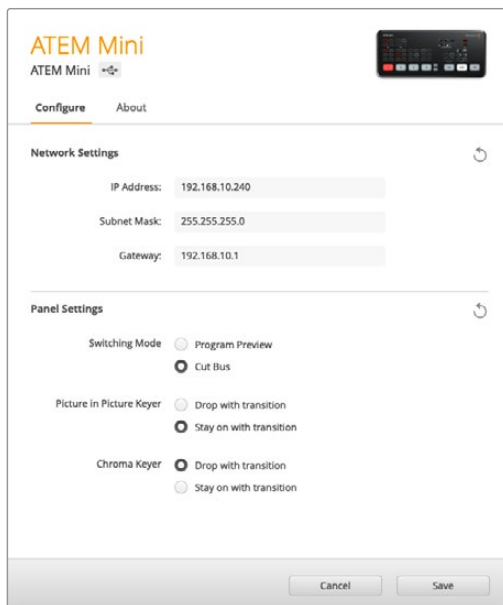 ATEM Mini
ATEM Mini
Configure About
Network Settings
IP Address: 192.168.10.240
Subnet Mask: 255.255.255.0
Gateway: 192.168.10.1
Panel Settings
Switching Mode Program Preview
Cut Bus
Picture in Picture Keyer Drop with transition
Stay on with transition
Chroma Keyer Drop with transition
Stay on with transition
Cancel Save